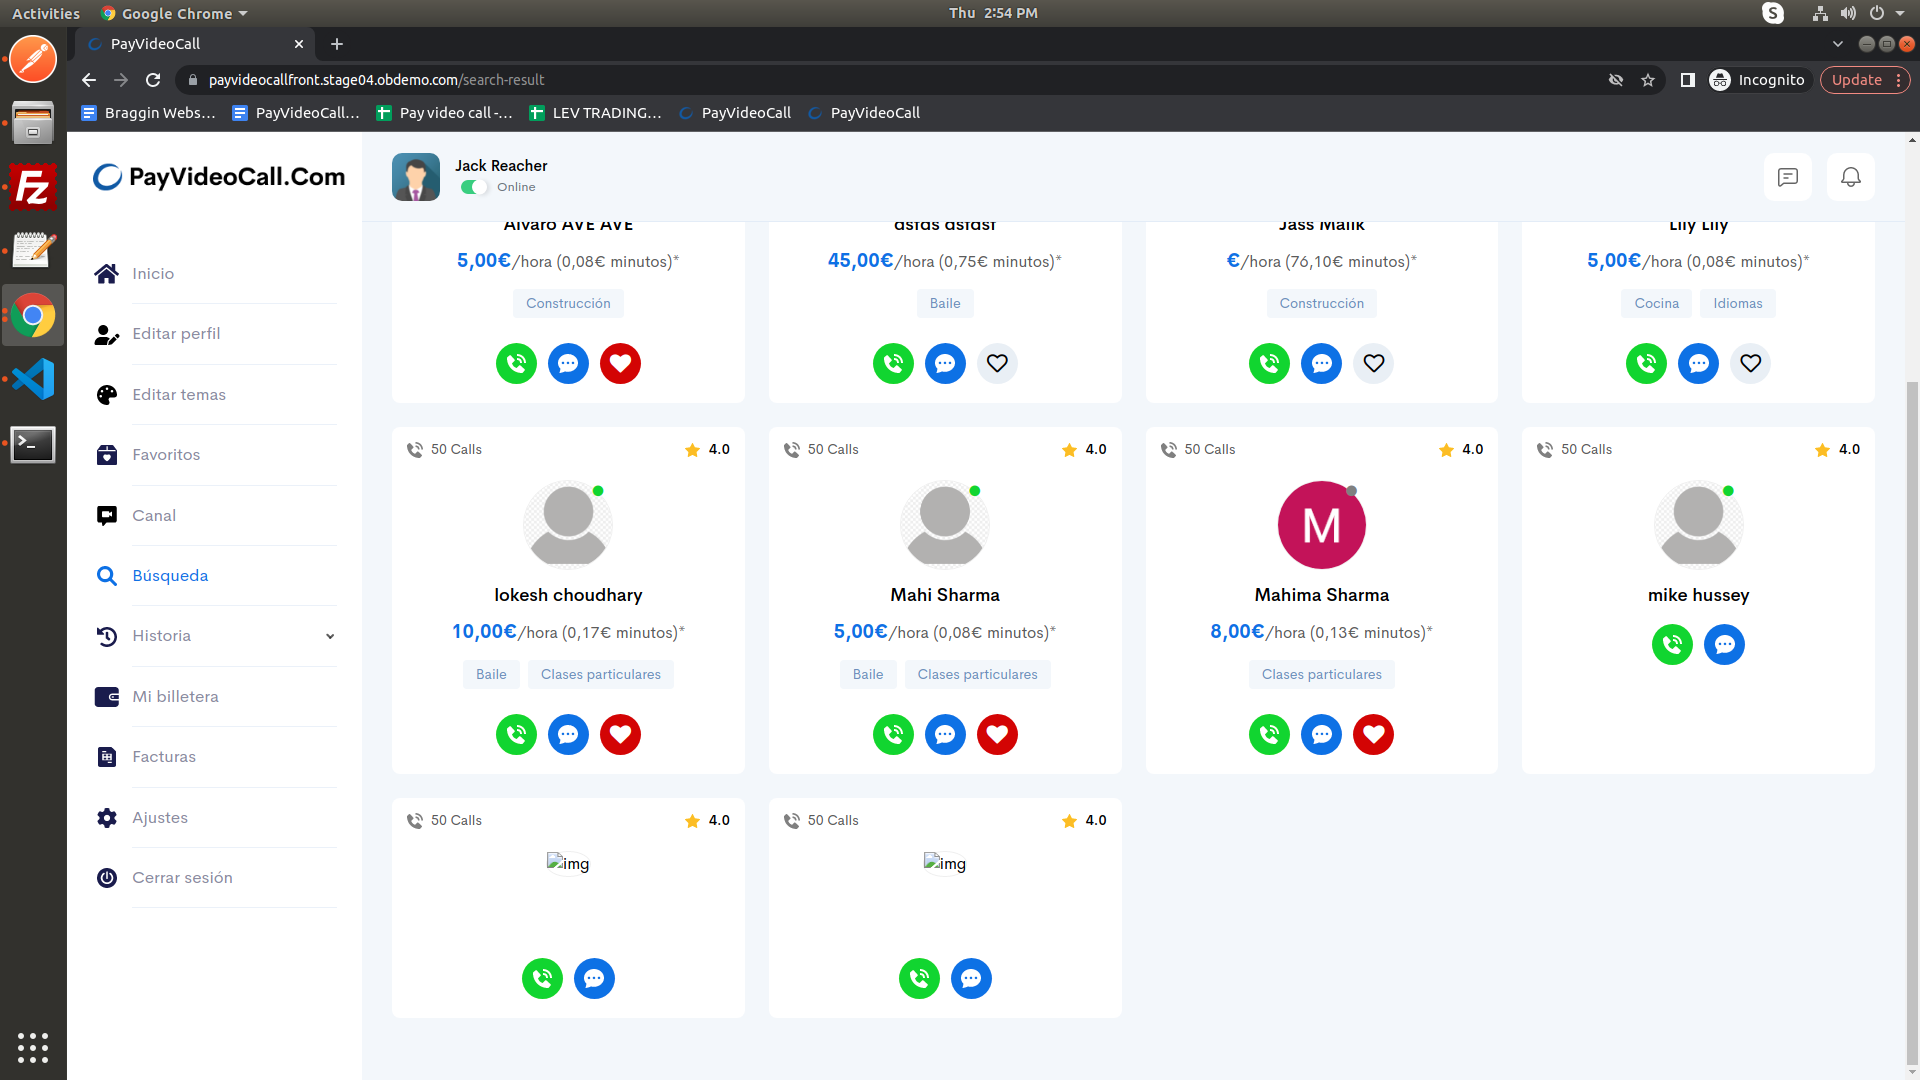 Activities
Google Chrome
Thu 2:54 PM
PayVideoCall
payvideocallfront.stage04.obdemo.com/search-result
Incognito
Update
Braggin Webs...
PayVideoCall...
Pay video call -...
LEV TRADING...
PayVideoCall
PayVideoCall
PayVideoCall.Com
Inicio
Editar perfil
Editar temas
Favoritos
Canal
Búsqueda
Historia
Mi billetera
Facturas
Ajustes
Cerrar sesión
Jack Reacher
Online
Alvaro AVE AVE
5,00€/hora (0,08€ minutos)*
Construcción
dsfds dsfdsf
45,00€/hora (0,75€ minutos)*
Baile
Jass Malik
€/hora (76,10€ minutos)*
Construcción
Lily Lily
5,00€/hora (0,08€ minutos)*
Cocina Idiomas
50 Calls 4.0
lokesh choudhary
10,00€/hora (0,17€ minutos)*
Baile Clases particulares
50 Calls 4.0
Mahi Sharma
5,00€/hora (0,08€ minutos)*
Baile Clases particulares
50 Calls 4.0
M
Mahima Sharma
8,00€/hora (0,13€ minutos)*
Clases particulares
50 Calls 4.0
mike hussey
50 Calls 4.0
img
50 Calls 4.0
img